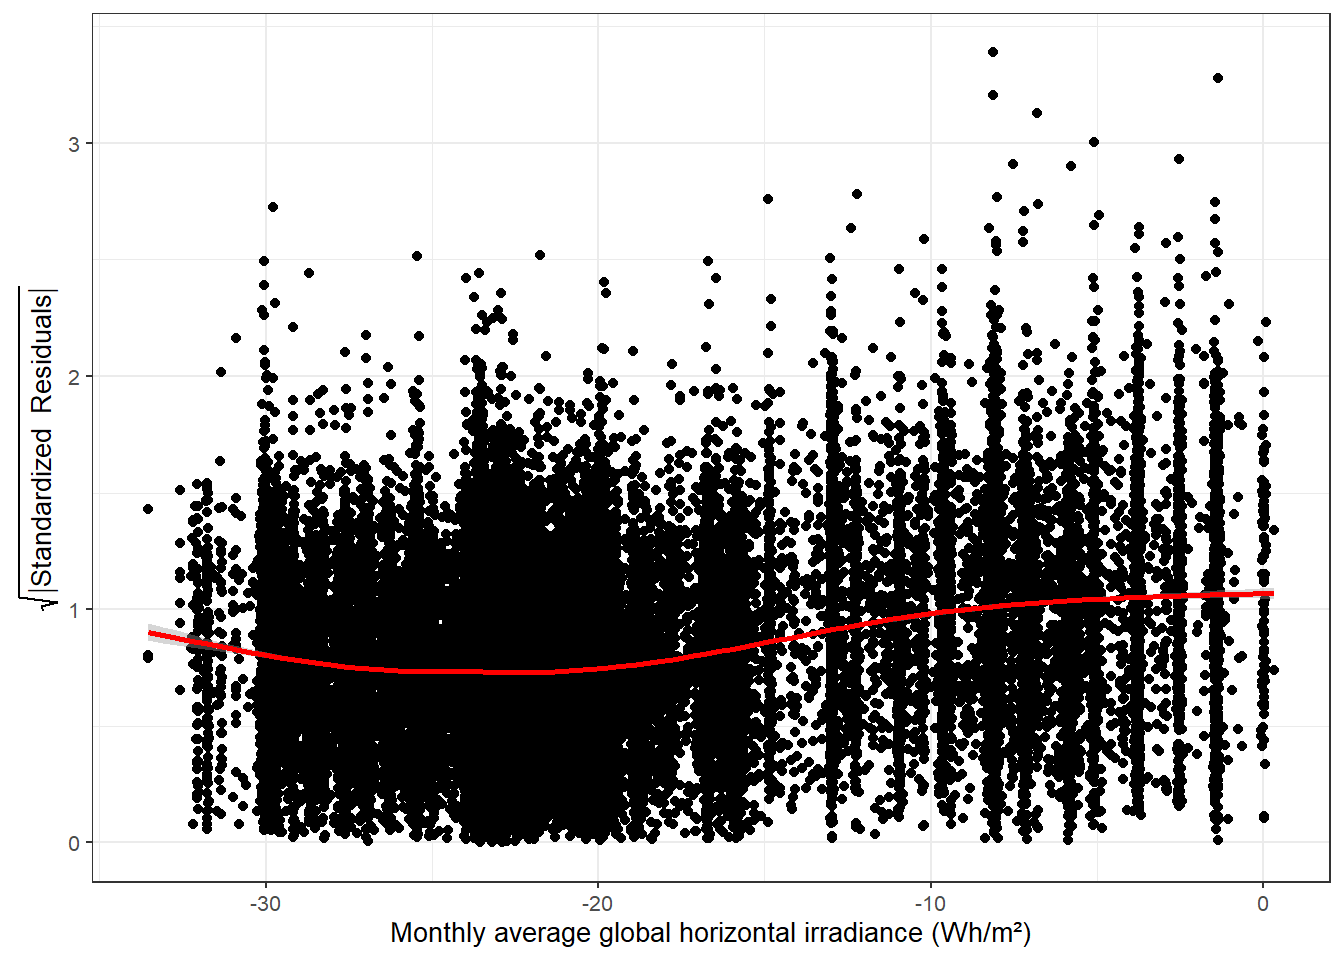 √|Standardized Residuals|
3
2
1
0
-30 -20 -10 0
Monthly average global horizontal irradiance (Wh/m²)